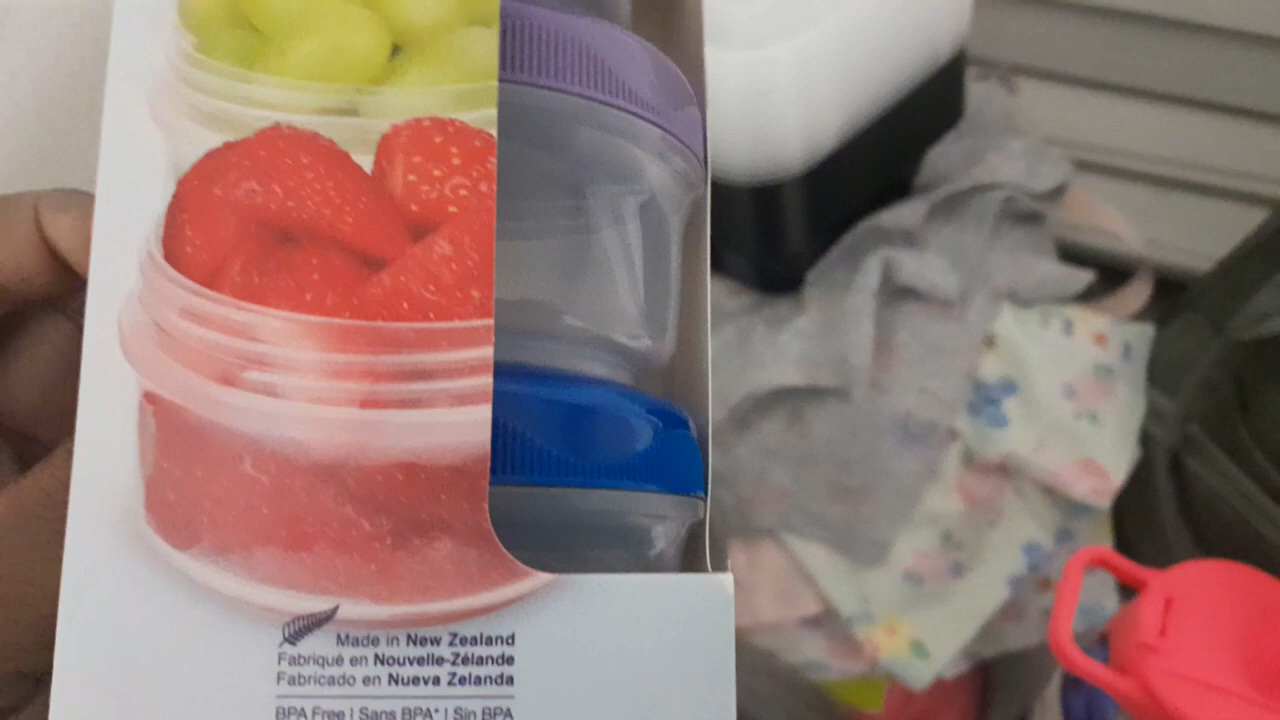 Made in New Zealand
Fabriqué en Nouvelle-Zélande
Fabricado en Nueva Zelanda
BPA Free | Sans BPA* | Sin BPA